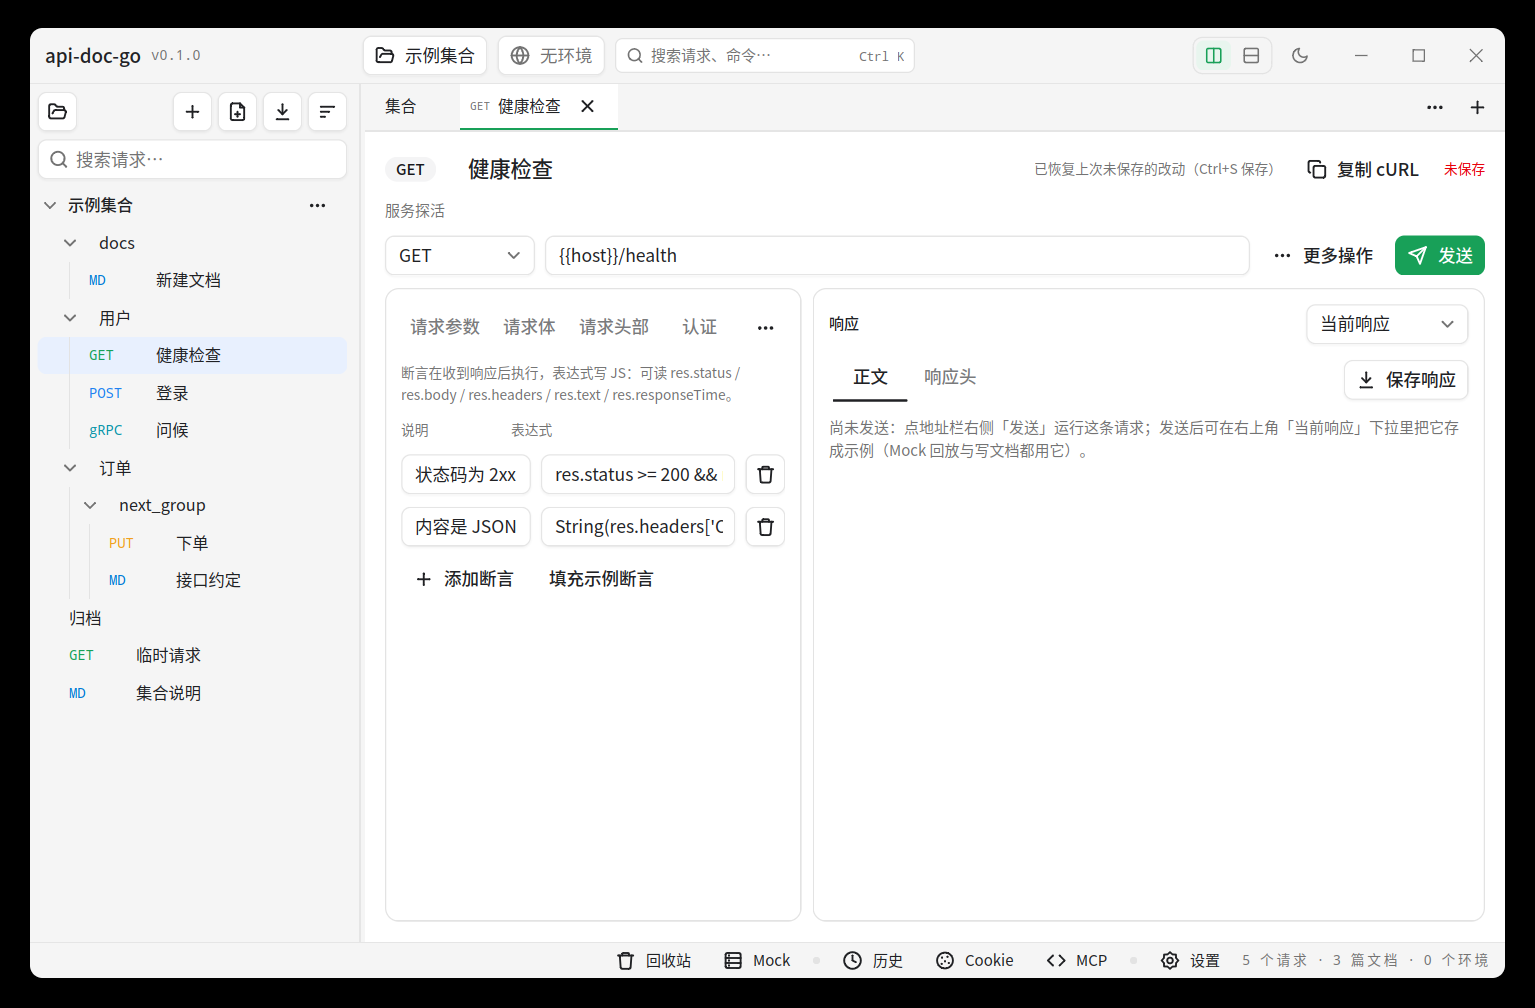 api-doc-go v0.1.0
示例集合
无环境
搜索请求、命令… Ctrl K
搜索请求…
示例集合
docs
MD 新建文档
用户
GET 健康检查
POST 登录
gRPC 问候
订单
next_group
PUT 下单
MD 接口约定
归档
GET 临时请求
MD 集合说明
集合
GET 健康检查
GET 健康检查
已恢复上次未保存的改动（Ctrl+S 保存）
复制 cURL
未保存
服务探活
GET
{{host}}/health
更多操作
发送
请求参数 请求体 请求头部 认证
断言在收到响应后执行，表达式写 JS：可读 res.status /
res.body / res.headers / res.text / res.responseTime。
说明 表达式
状态码为 2xx res.status >= 200 &&
内容是 JSON String(res.headers['C
添加断言 填充示例断言
响应
当前响应
正文 响应头
保存响应
尚未发送：点地址栏右侧「发送」运行这条请求；发送后可在右上角「当前响应」下拉里把它存
成示例（Mock 回放与写文档都用它）。
回收站 Mock 历史 Cookie MCP 设置 5 个请求 · 3 篇文档 · 0 个环境